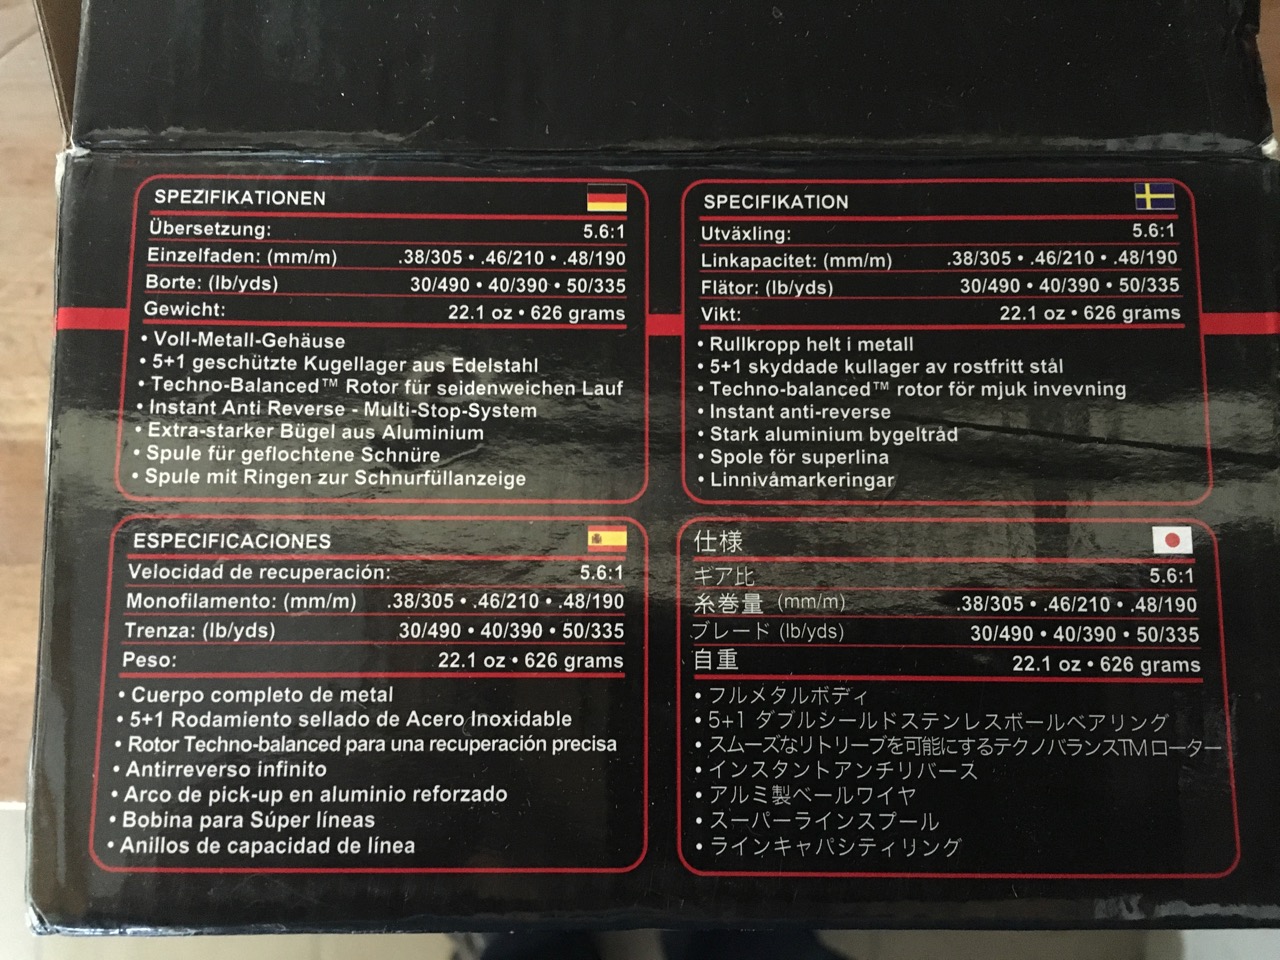 SPEZIFIKATIONEN
Übersetzung: 5.6:1
Einzelfaden: (mm/m) .38/305 • .46/210 • .48/190
Borte: (lb/yds) 30/490 • 40/390 • 50/335
Gewicht: 22.1 oz • 626 grams
• Voll-Metall-Gehäuse
• 5+1 geschützte Kugellager aus Edelstahl
• Techno-Balanced™ Rotor für seidenweichen Lauf
• Instant Anti Reverse - Multi-Stop-System
• Extra-starker Bügel aus Aluminium
• Spule für geflochtene Schnüre
• Spule mit Ringen zur Schnurfüllanzeige
SPECIFIKATION
Utväxling: 5.6:1
Linkapacitet: (mm/m) .38/305 • .46/210 • .48/190
Flätor: (lb/yds) 30/490 • 40/390 • 50/335
Vikt: 22.1 oz • 626 grams
• Rullkropp helt i metall
• 5+1 skyddade kullager av rostfritt stål
• Techno-balanced™ rotor för mjuk invevning
• Instant anti-reverse
• Stark aluminium bygeltråd
• Spole för superlina
• Linnivåmarkeringar
ESPECIFICACIONES
Velocidad de recuperación: 5.6:1
Monofilamento: (mm/m) .38/305 • .46/210 • .48/190
Trenza: (lb/yds) 30/490 • 40/390 • 50/335
Peso: 22.1 oz • 626 grams
• Cuerpo completo de metal
• 5+1 Rodamiento sellado de Acero Inoxidable
• Rotor Techno-balanced para una recuperación precisa
• Antirreverso infinito
• Arco de pick-up en aluminio reforzado
• Bobina para Súper líneas
• Anillos de capacidad de línea
仕様
ギア比 5.6:1
糸巻量 (mm/m) .38/305 • .46/210 • .48/190
ブレード (lb/yds) 30/490 • 40/390 • 50/335
自重 22.1 oz • 626 grams
• フルメタルボディ
• 5+1 ダブルシールドステンレスボールベアリング
• スムーズなリトリーブを可能にするテクノバランスTMローター
• インスタントアンチリバース
• アルミ製ベールワイヤ
• スーパーラインスプール
• ラインキャパシティリング